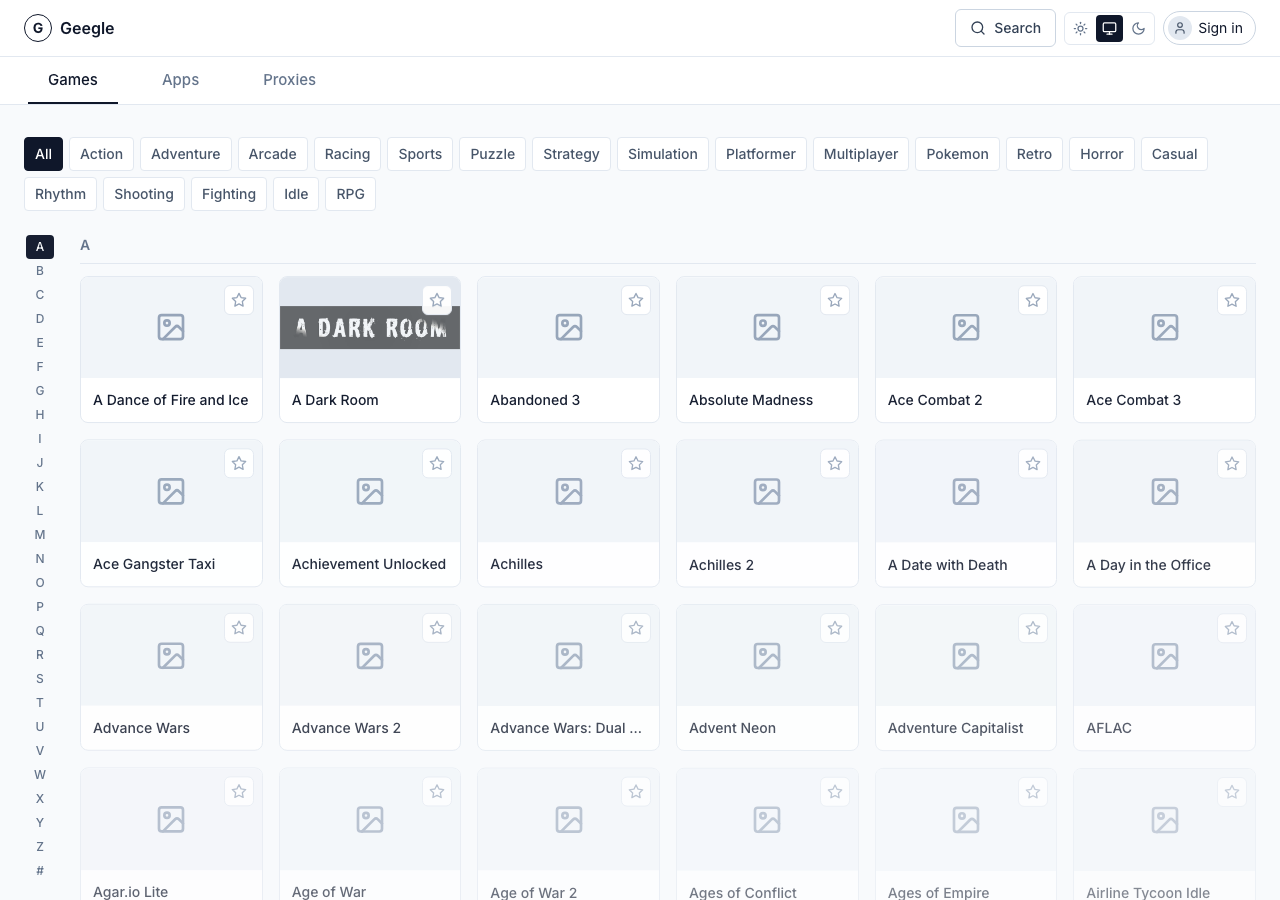 G Geegle
Search
Sign in
Games Apps Proxies
All Action Adventure Arcade Racing Sports Puzzle Strategy Simulation Platformer Multiplayer Pokemon Retro Horror Casual
Rhythm Shooting Fighting Idle RPG
A
B
C
D
E
F
G
H
I
J
K
L
M
N
O
P
Q
R
S
T
U
V
W
X
Y
Z
#
A
A DARK ROOM
A Dance of Fire and Ice A Dark Room Abandoned 3 Absolute Madness Ace Combat 2 Ace Combat 3
Ace Gangster Taxi Achievement Unlocked Achilles Achilles 2 A Date with Death A Day in the Office
Advance Wars Advance Wars 2 Advance Wars: Dual ... Advent Neon Adventure Capitalist AFLAC
Agar.io Lite Age of War Age of War 2 Ages of Conflict Ages of Empire Airline Tycoon Idle